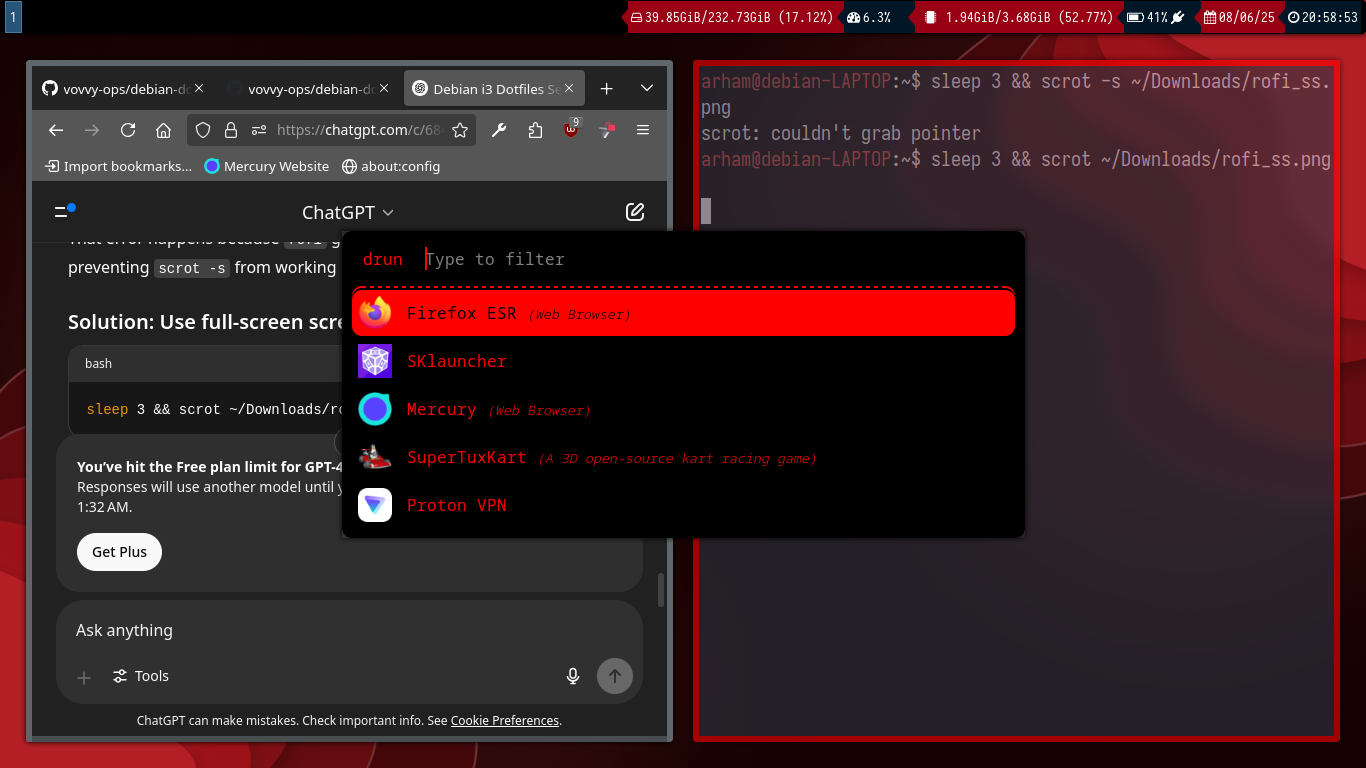 1
39.85GiB/232.73GiB (17.12%) 6.3% 1.94GiB/3.68GiB (52.77%) 41% 08/06/25 20:58:53
vovvy-ops/debian-do vovvy-ops/debian-do Debian i3 Dotfiles Se
https://chatgpt.com/c/68 9
Import bookmarks... Mercury Website about:config
ChatGPT
That error happens because rofi g
preventing scrot -s from working
Solution: Use full-screen scre
bash
sleep 3 && scrot ~/Downloads/ro
You've hit the Free plan limit for GPT-4
Responses will use another model until y
1:32 AM.
Get Plus
Ask anything
Tools
ChatGPT can make mistakes. Check important info. See Cookie Preferences.
arham@debian-LAPTOP:~$ sleep 3 && scrot -s ~/Downloads/rofi_ss.
png
scrot: couldn't grab pointer
arham@debian-LAPTOP:~$ sleep 3 && scrot ~/Downloads/rofi_ss.png
drun Type to filter
Firefox ESR (Web Browser)
SKlauncher
Mercury (Web Browser)
SuperTuxKart (A 3D open-source kart racing game)
Proton VPN